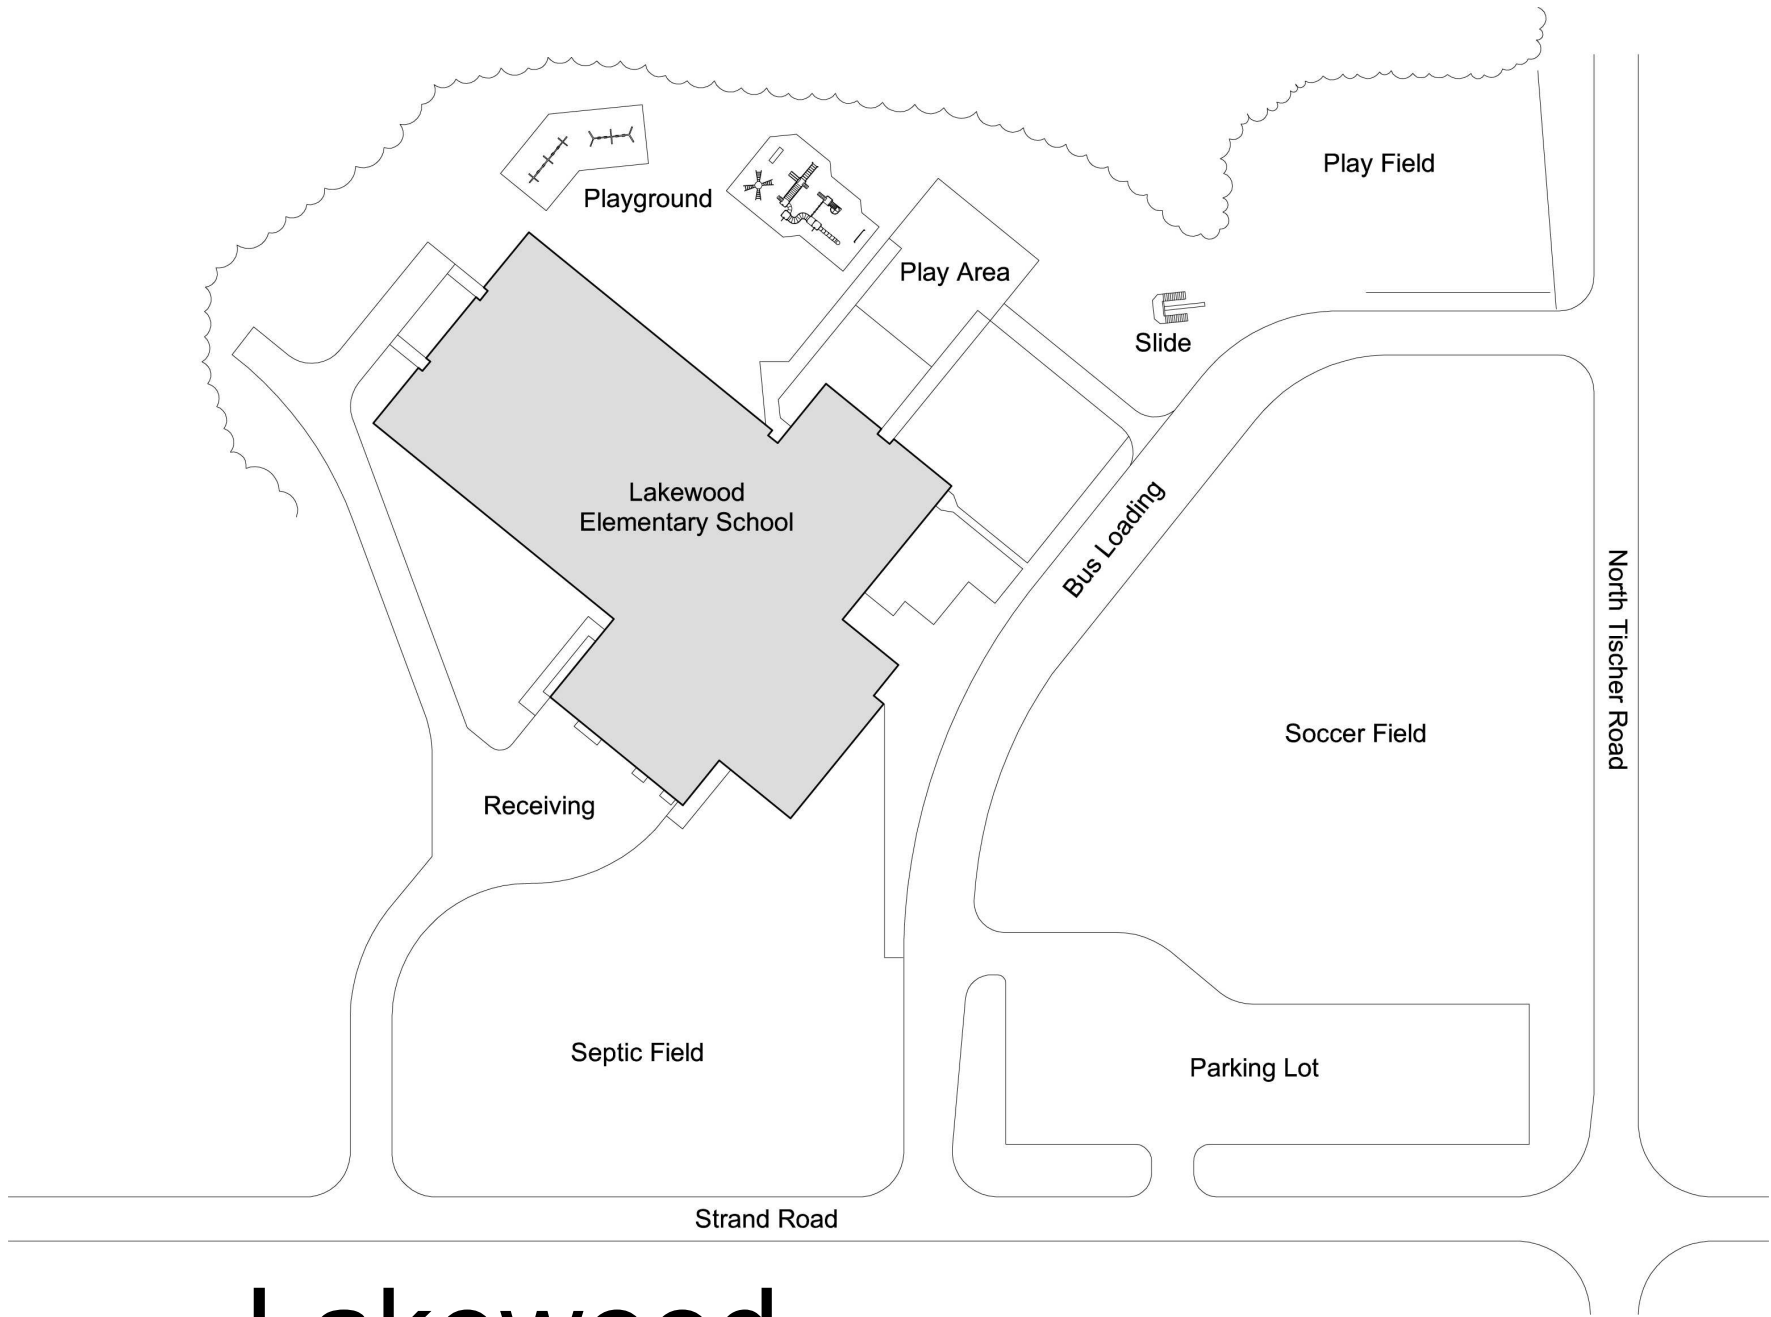 Play Field
Playground
Play Area
Slide
Lakewood
Elementary School
Bus Loading
North Tischer Road
Soccer Field
Receiving
Septic Field
Parking Lot
Strand Road
Lakewood